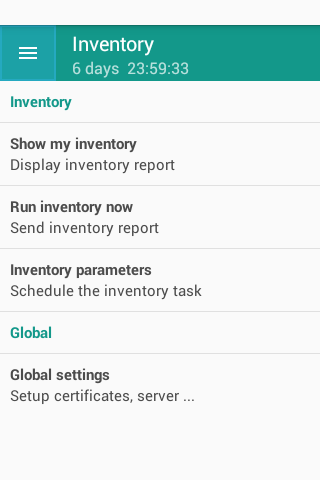 Inventory
6 days 23:59:33
Inventory
Show my inventory
Display inventory report
Run inventory now
Send inventory report
Inventory parameters
Schedule the inventory task
Global
Global settings
Setup certificates, server ...